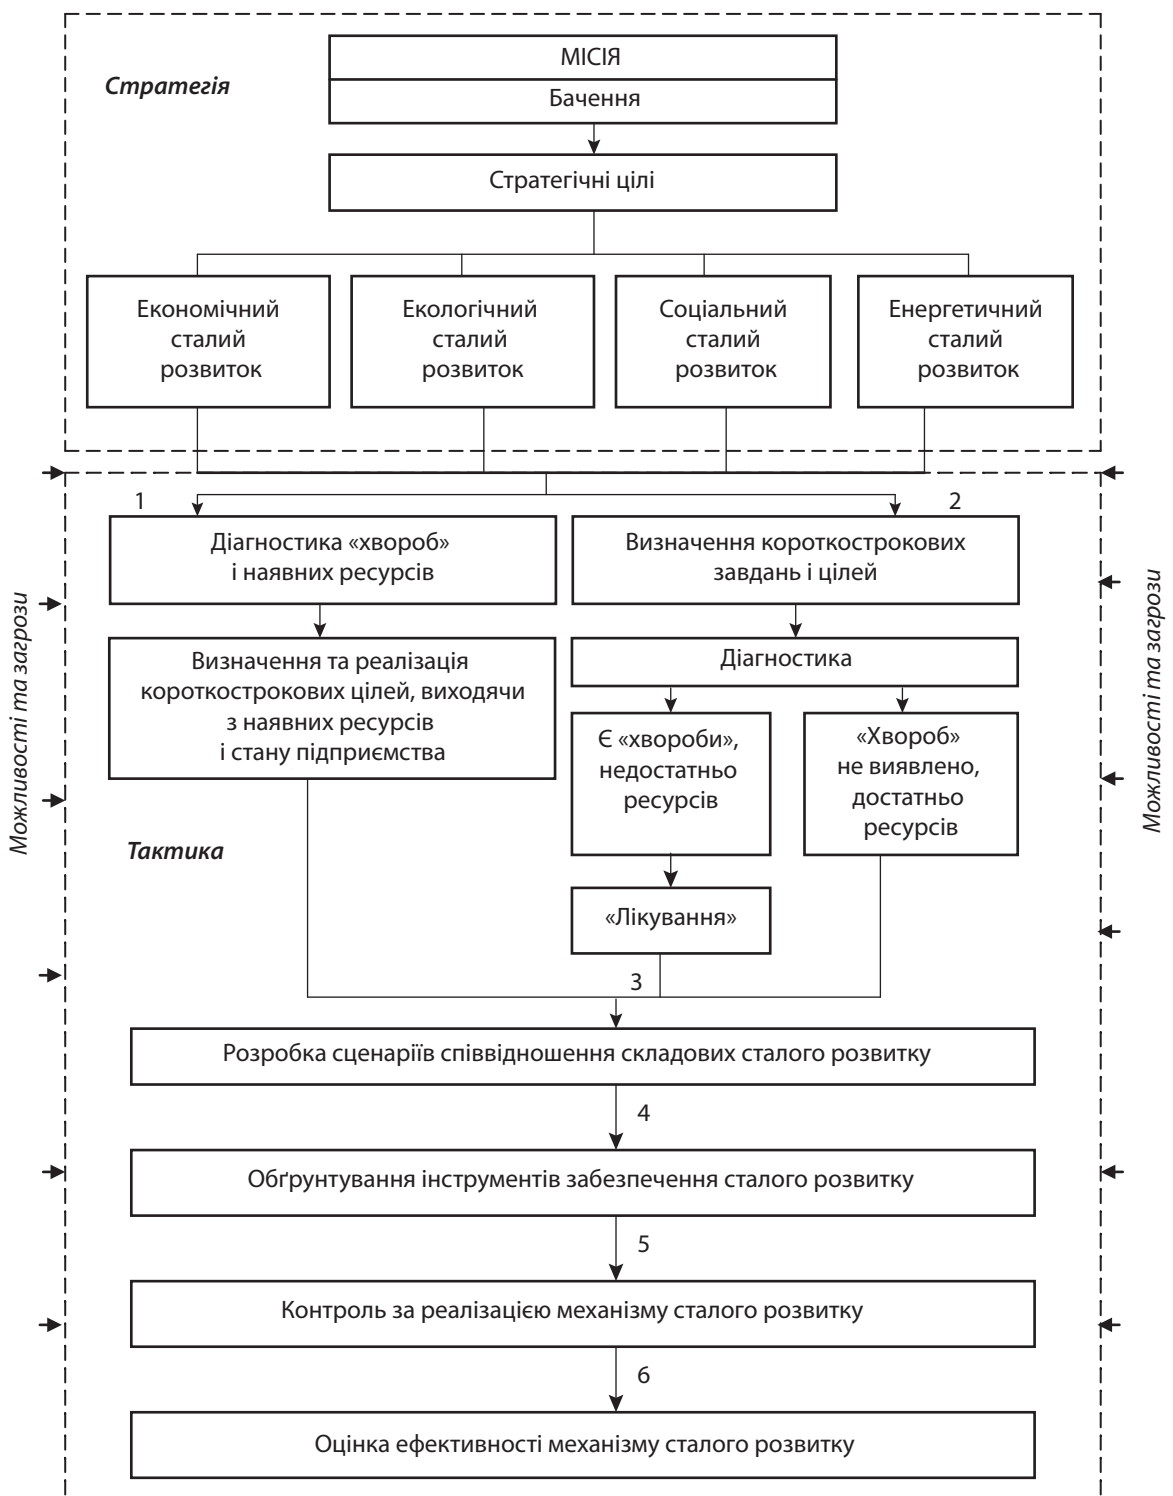 МІСІЯ
Стратегія
Бачення
Стратегічні цілі
Економічний
сталий
розвиток
Екологічний
сталий
розвиток
Соціальний
сталий
розвиток
Енергетичний
сталий
розвиток
1
2
Діагностика «хвороб»
і наявних ресурсів
Визначення короткострокових
завдань і цілей
Можливості та загрози
Можливості та загрози
Визначення та реалізація
короткострокових цілей, виходячи
з наявних ресурсів
і стану підприємства
Діагностика
Є «хвороби»,
недостатньо
ресурсів
«Хвороб»
не виявлено,
достатньо
ресурсів
Тактика
«Лікування»
3
Розробка сценаріїв співвідношення складових сталого розвитку
4
Обґрунтування інструментів забезпечення сталого розвитку
5
Контроль за реалізацією механізму сталого розвитку
6
Оцінка ефективності механізму сталого розвитку